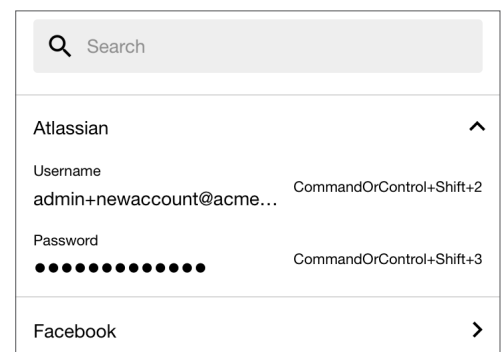 Search
Atlassian
Username
admin+newaccount@acme...
CommandOrControl+Shift+2
Password
●●●●●●●●●●●●●
CommandOrControl+Shift+3
Facebook